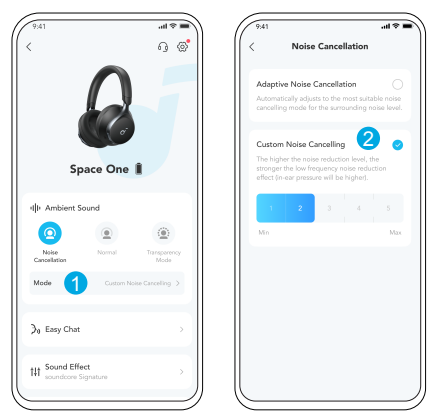 9:41
Space One
Ambient Sound
Noise
Cancellation
Normal
Transparency
Mode
Mode
1
Custom Noise Cancelling
Easy Chat
Sound Effect
soundcore Signature
9:41
Noise Cancellation
Adaptive Noise Cancellation
Automatically adjusts to the most suitable noise
cancelling mode for the surrounding noise level.
Custom Noise Cancelling
2
The higher the noise reduction level, the
stronger the low frequency noise reduction
effect (in-ear pressure will be higher).
1 2 3 4 5
Min Max